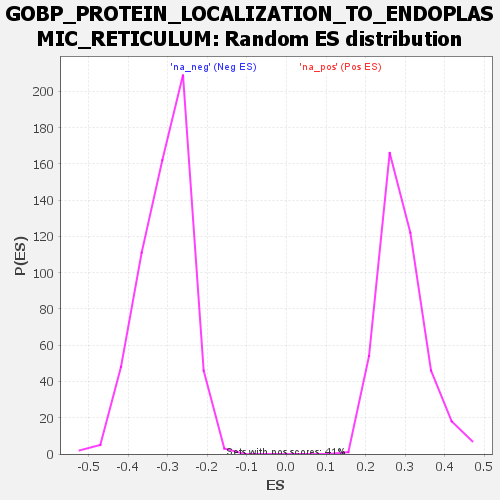 GOBP_PROTEIN_LOCALIZATION_TO_ENDOPLAS
MIC_RETICULUM: Random ES distribution
'na_neg' (Neg ES) 'na_pos' (Pos ES)
200
180
160
140
120
100
80
60
40
20
0
P(ES)
Sets with pos scores: 41%
-0.5 -0.4 -0.3 -0.2 -0.1 0.0 0.1 0.2 0.3 0.4 0.5
ES